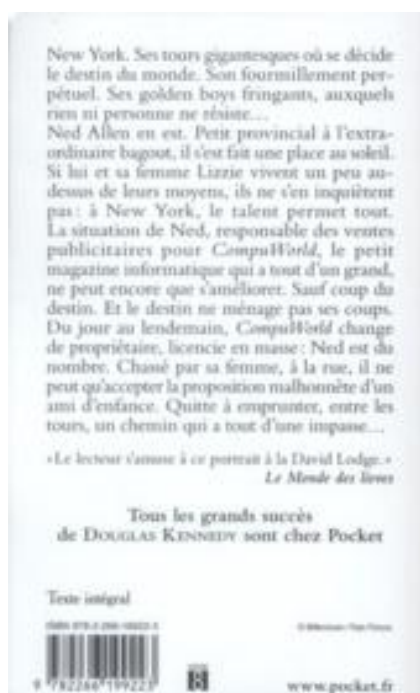 New York. Ses tours gigantesques où se décide
le destin du monde. Son fourmillement per-
pétuel. Ses golden boys fringants, auxquels
rien ni personne ne résiste...
Ned Allen en est. Petit provincial à l'extra-
ordinaire bagout, il s'est fait une place au soleil.
Si lui et sa femme Lizzie vivent un peu au-
dessus de leurs moyens, ils ne s'en inquiètent
pas : à New York, le talent permet tout.
La situation de Ned, responsable des ventes
publicitaires pour CompuWorld, le petit
magazine informatique qui a tout d'un grand,
ne peut encore que s'améliorer. Sauf coup du
destin. Et le destin ne ménage pas ses coups.
Du jour au lendemain, CompuWorld change
de propriétaire, licencie en masse : Ned est du
nombre. Chassé par sa femme, à la rue, il ne
peut qu'accepter la proposition malhonnête d'un
ami d'enfance. Quitte à emprunter, entre les
tours, un chemin qui a tout d'une impasse...
«Le lecteur s'amuse à ce portrait à la David Lodge.»
Le Monde des livres
Tous les grands succès
de DOUGLAS KENNEDY sont chez Pocket
Texte intégral
ISBN 978-2-266-19922-3
9 782266 199223
www.pocket.fr